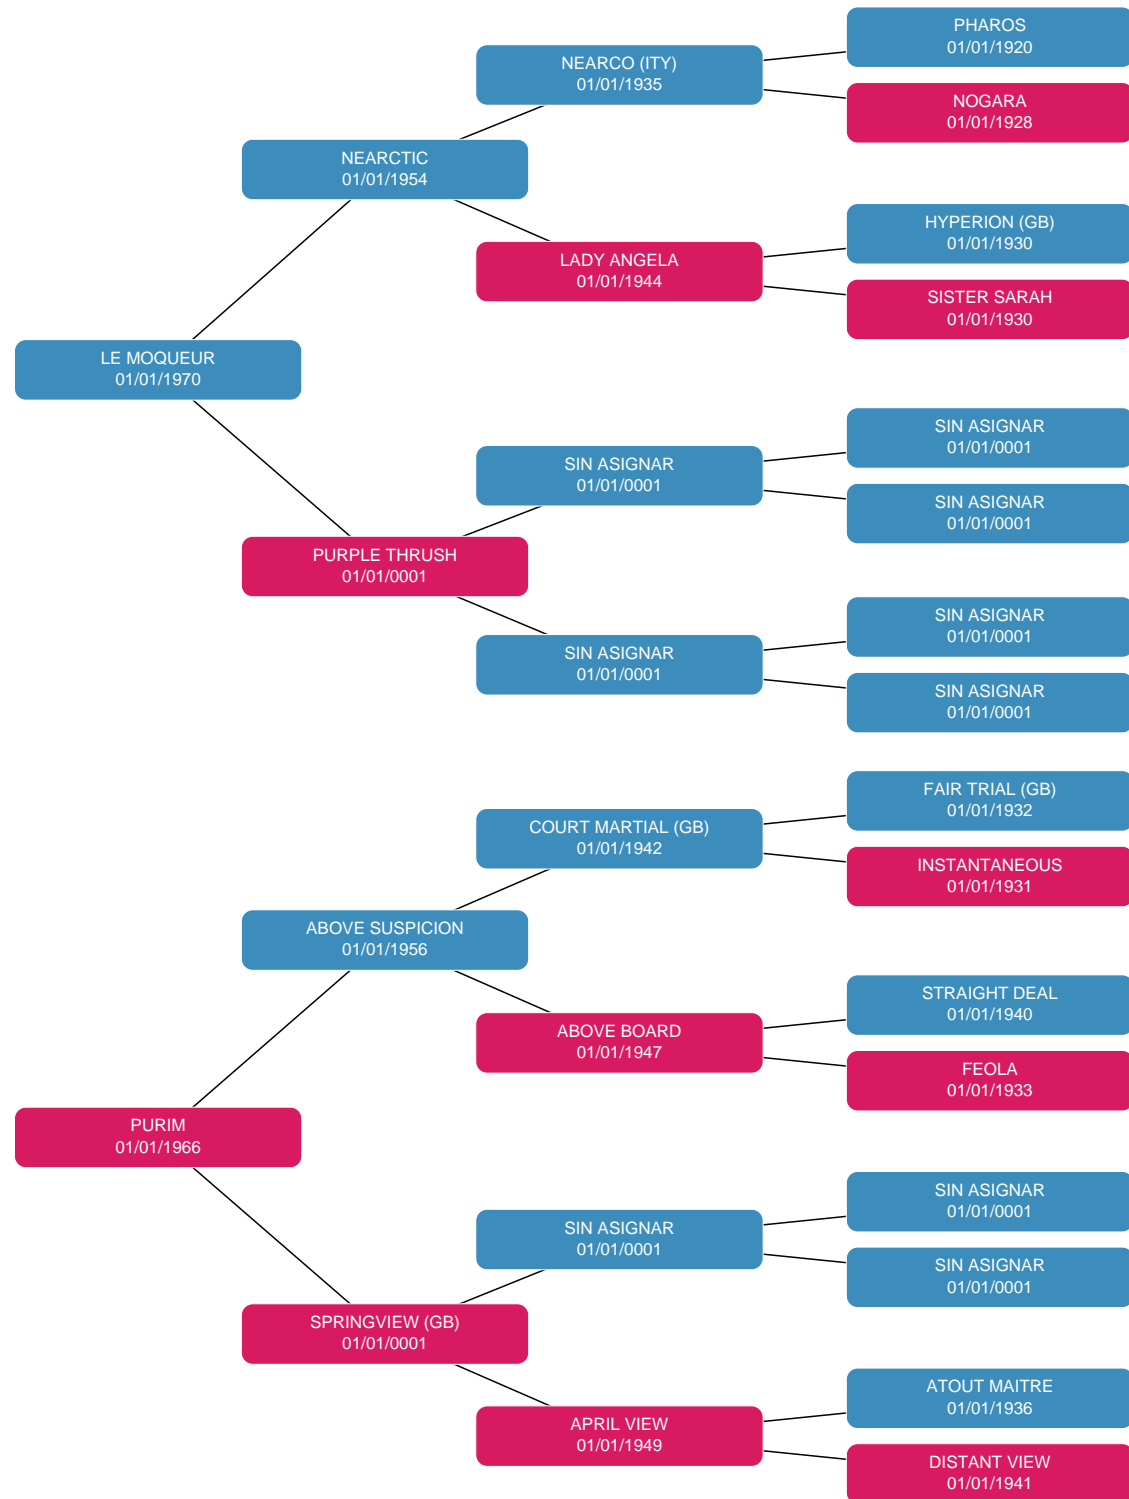 PHAROS
01/01/1920
NEARCO (ITY)
01/01/1935
NOGARA
01/01/1928
NEARCTIC
01/01/1954
HYPERION (GB)
01/01/1930
LADY ANGELA
01/01/1944
SISTER SARAH
01/01/1930
LE MOQUEUR
01/01/1970
SIN ASIGNAR
01/01/0001
SIN ASIGNAR
01/01/0001
SIN ASIGNAR
01/01/0001
PURPLE THRUSH
01/01/0001
SIN ASIGNAR
01/01/0001
SIN ASIGNAR
01/01/0001
SIN ASIGNAR
01/01/0001
FAIR TRIAL (GB)
01/01/1932
COURT MARTIAL (GB)
01/01/1942
INSTANTANEOUS
01/01/1931
ABOVE SUSPICION
01/01/1956
STRAIGHT DEAL
01/01/1940
ABOVE BOARD
01/01/1947
FEOLA
01/01/1933
PURIM
01/01/1966
SIN ASIGNAR
01/01/0001
SIN ASIGNAR
01/01/0001
SIN ASIGNAR
01/01/0001
SPRINGVIEW (GB)
01/01/0001
ATOUT MAITRE
01/01/1936
APRIL VIEW
01/01/1949
DISTANT VIEW
01/01/1941